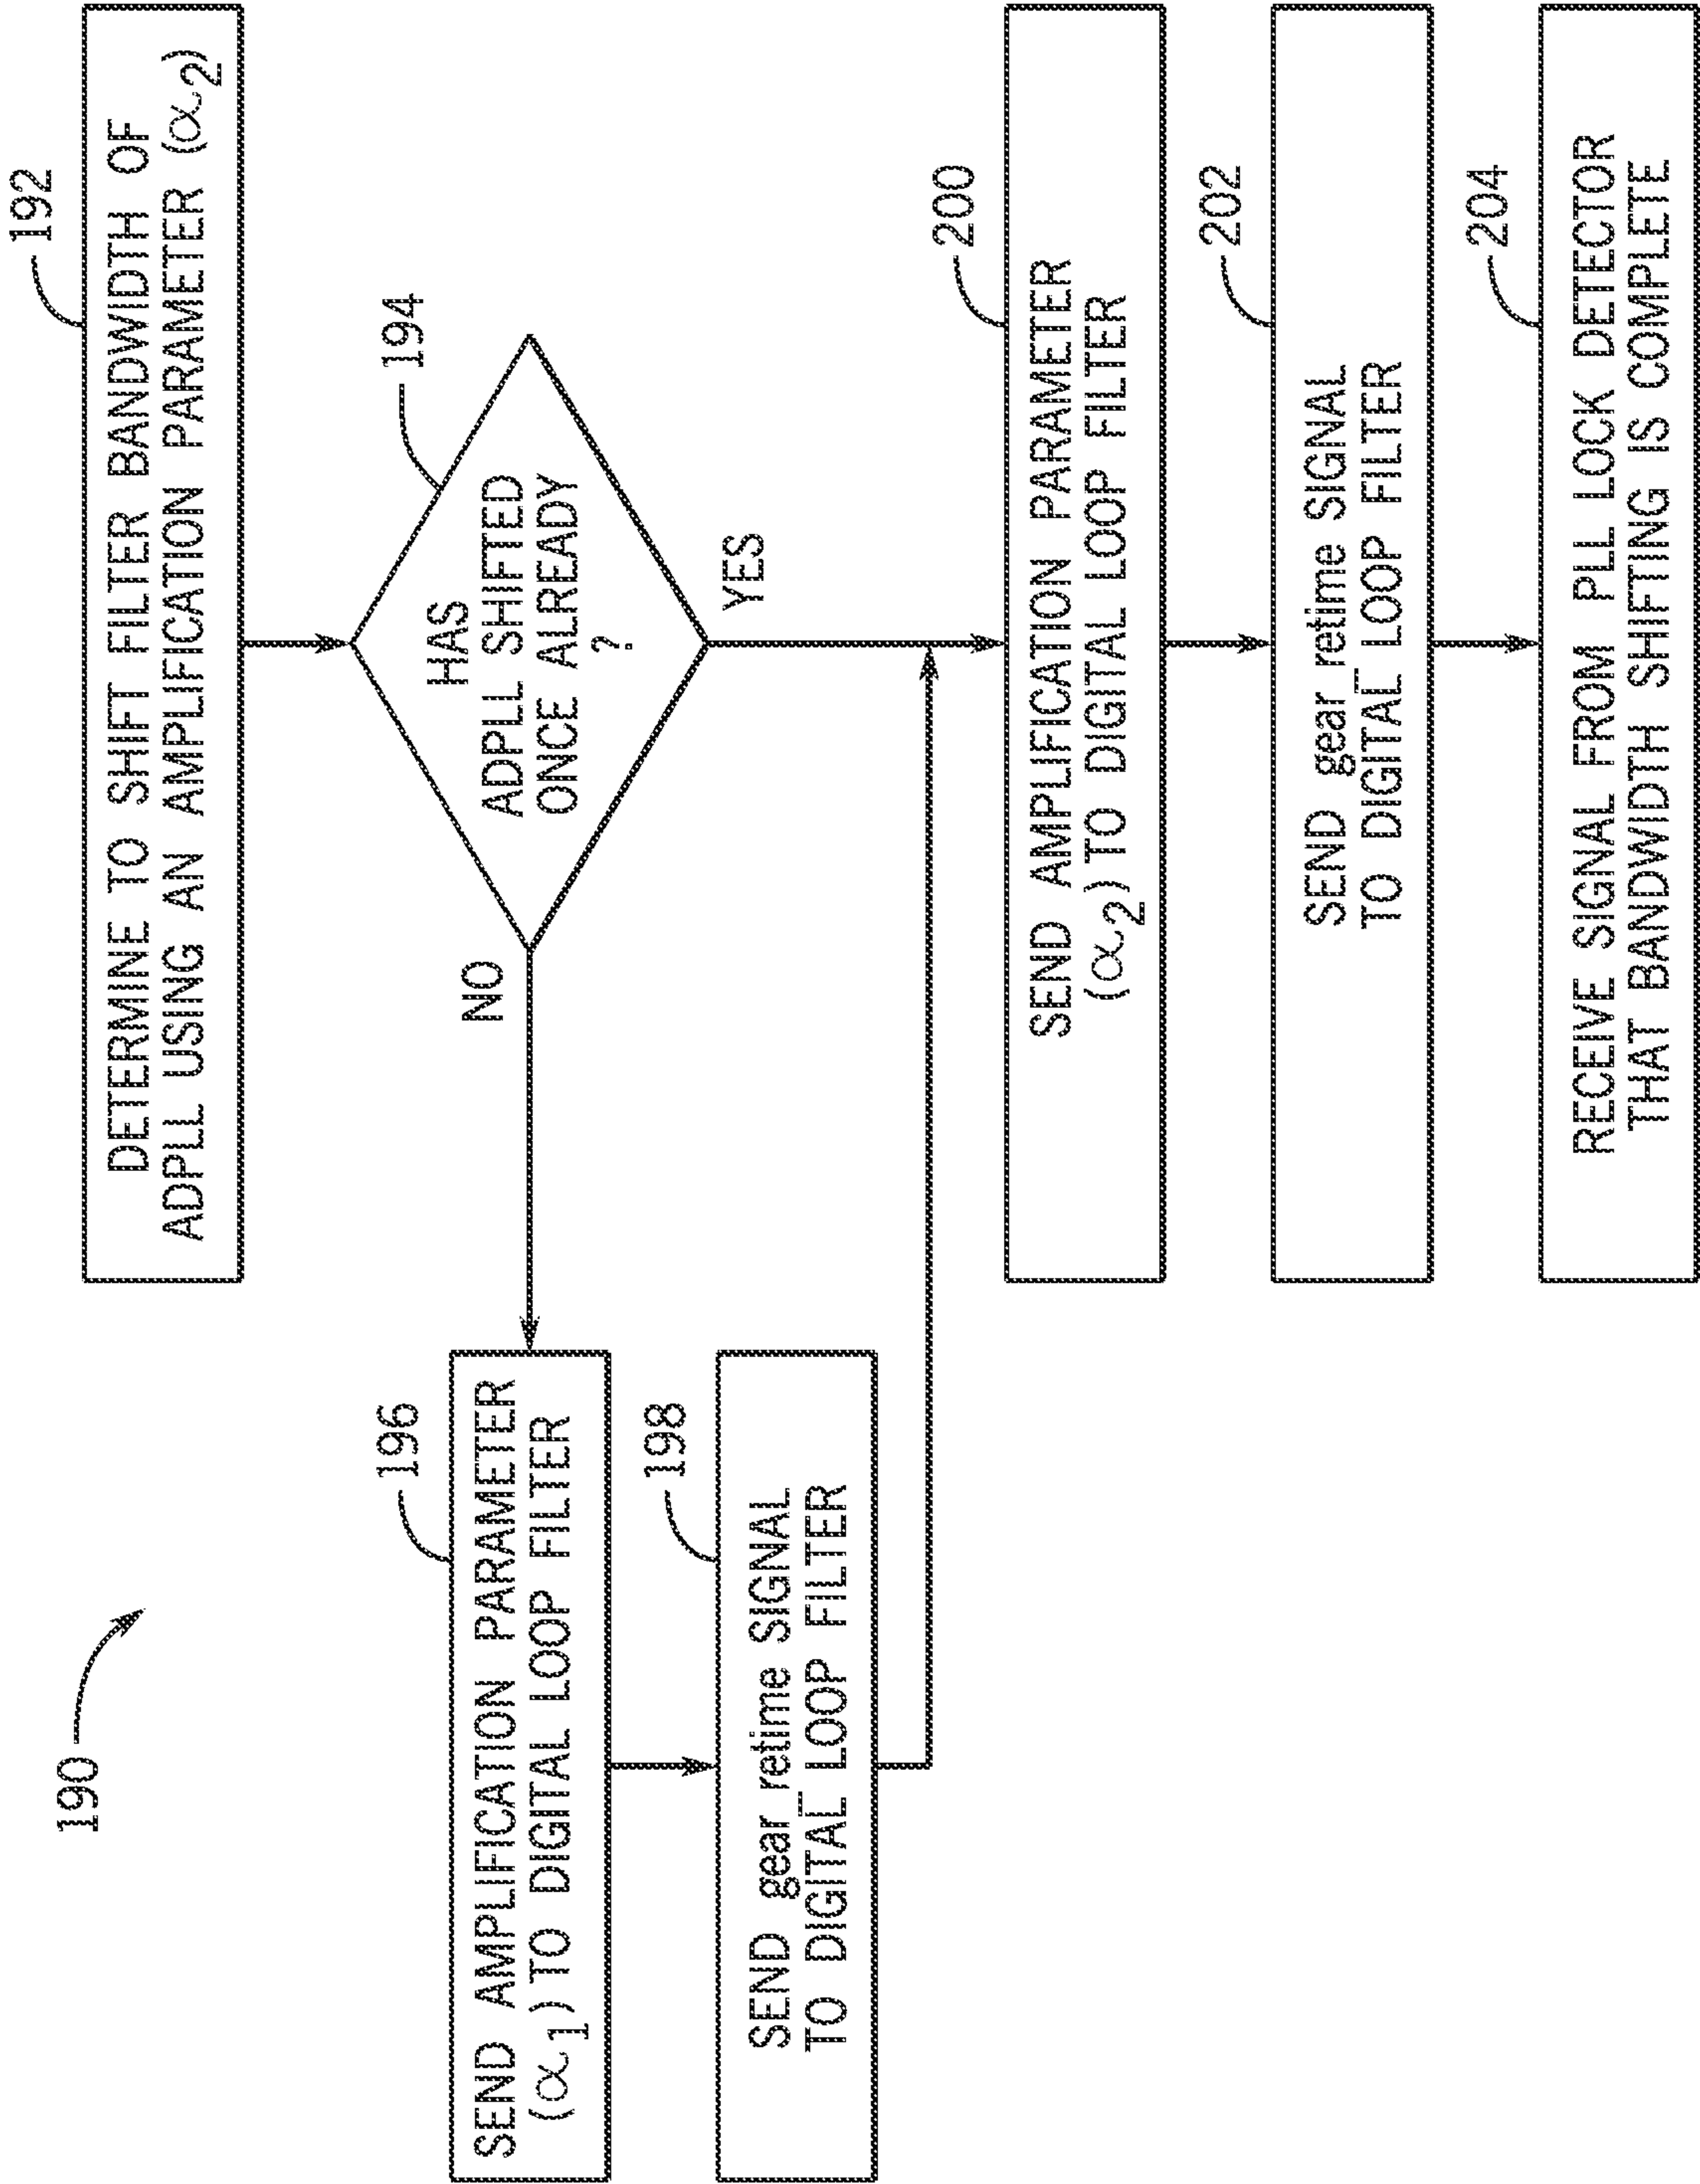 190
192
DETERMINE TO SHIFT FILTER BANDWIDTH OF
ADPLL USING AN AMPLIFICATION PARAMETER (α2)
194
HAS
ADPLL SHIFTED
ONCE ALREADY
?
NO
YES
196
SEND AMPLIFICATION PARAMETER
(α1) TO DIGITAL LOOP FILTER
198
SEND gear_retime SIGNAL
TO DIGITAL LOOP FILTER
200
SEND AMPLIFICATION PARAMETER
(α2) TO DIGITAL LOOP FILTER
202
SEND gear_retime SIGNAL
TO DIGITAL LOOP FILTER
204
RECEIVE SIGNAL FROM PLL LOCK DETECTOR
THAT BANDWIDTH SHIFTING IS COMPLETE